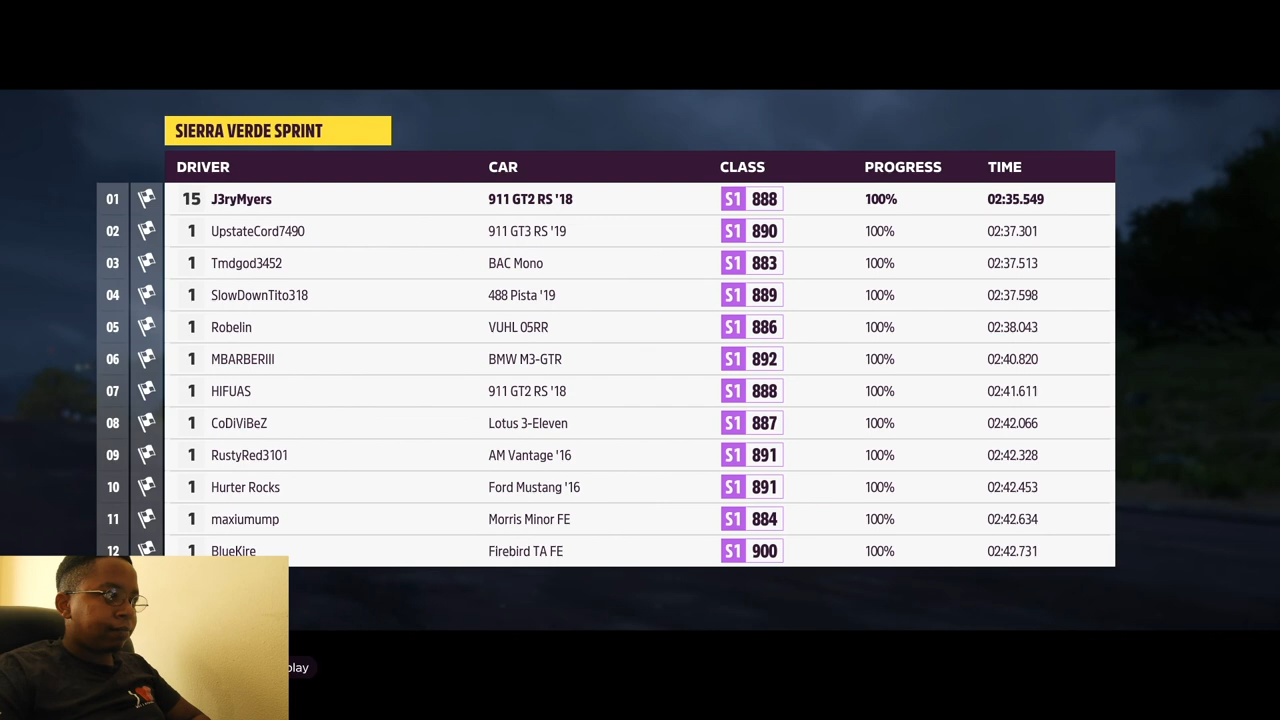 SIERRA VERDE SPRINT
DRIVER CAR CLASS PROGRESS TIME
01 15 J3ryMyers 911 GT2 RS '18 S1 888 100% 02:35.549
02 1 UpstateCord7490 911 GT3 RS '19 S1 890 100% 02:37.301
03 1 Tmdgod3452 BAC Mono S1 883 100% 02:37.513
04 1 SlowDownTito318 488 Pista '19 S1 889 100% 02:37.598
05 1 Robelin VUHL 05RR S1 886 100% 02:38.043
06 1 MBARBERIII BMW M3-GTR S1 892 100% 02:40.820
07 1 HIFUAS 911 GT2 RS '18 S1 888 100% 02:41.611
08 1 CoDiViBeZ Lotus 3-Eleven S1 887 100% 02:42.066
09 1 RustyRed3101 AM Vantage '16 S1 891 100% 02:42.328
10 1 Hurter Rocks Ford Mustang '16 S1 891 100% 02:42.453
11 1 maxiumump Morris Minor FE S1 884 100% 02:42.634
12 1 BlueKire Firebird TA FE S1 900 100% 02:42.731